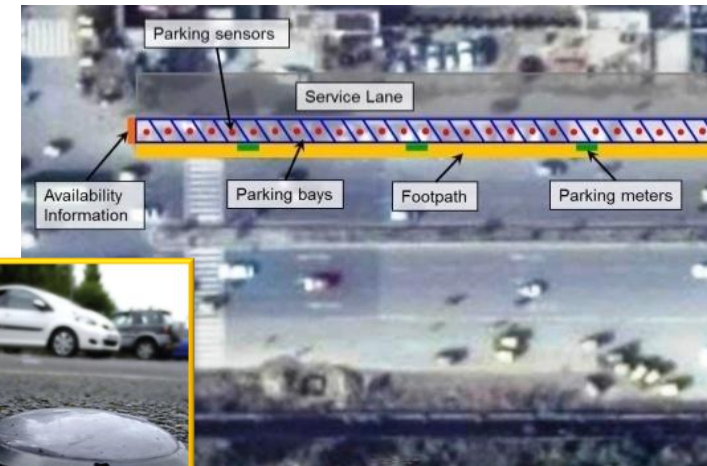 Parking sensors
Service Lane
Availability
Information
Parking bays
Footpath
Parking meters